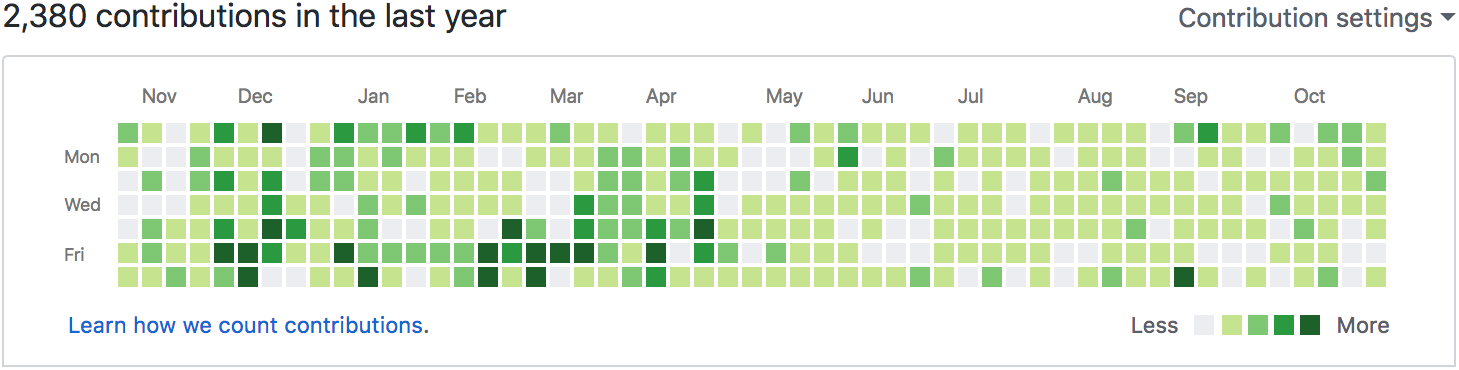 2,380 contributions in the last year
Contribution settings
Nov Dec Jan Feb Mar Apr May Jun Jul Aug Sep Oct
Mon
Wed
Fri
Learn how we count contributions.
Less More